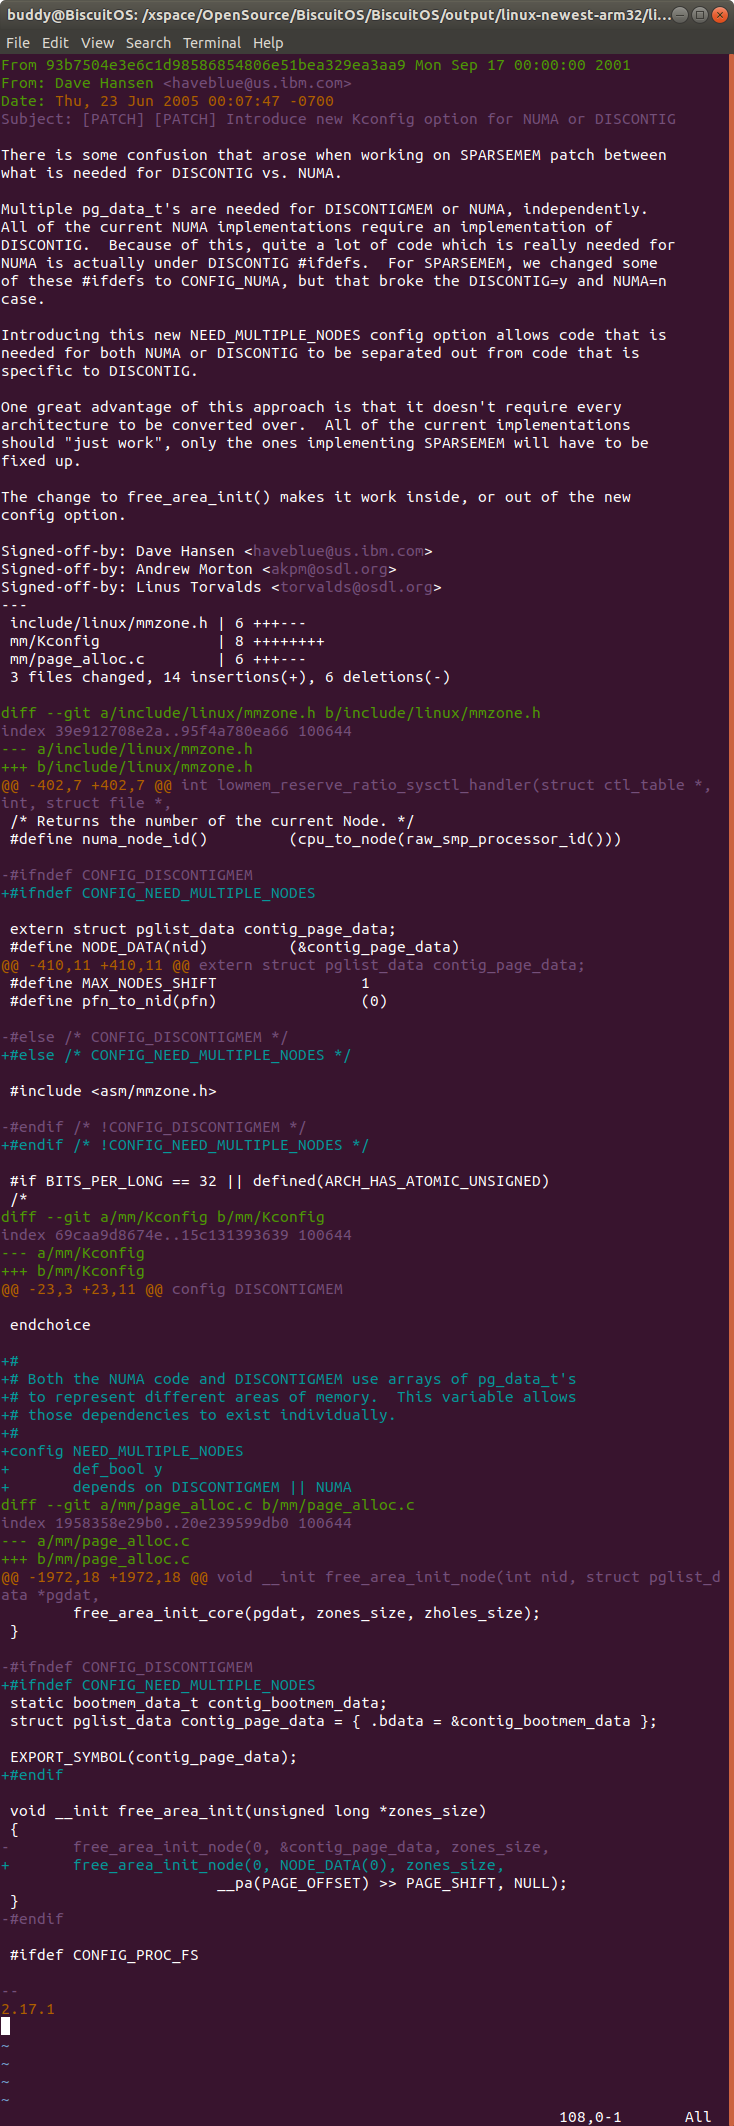 buddy@BiscuitOS: /xspace/OpenSource/BiscuitOS/BiscuitOS/output/linux-newest-arm32/li...
File Edit View Search Terminal Help
From 93b7504e3e6c1d98586854806e51bea329ea3aa9 Mon Sep 17 00:00:00 2001
From: Dave Hansen <haveblue@us.ibm.com>
Date: Thu, 23 Jun 2005 00:07:47 -0700
Subject: [PATCH] [PATCH] Introduce new Kconfig option for NUMA or DISCONTIG
There is some confusion that arose when working on SPARSEMEM patch between
what is needed for DISCONTIG vs. NUMA.
Multiple pg_data_t's are needed for DISCONTIGMEM or NUMA, independently.
All of the current NUMA implementations require an implementation of
DISCONTIG.  Because of this, quite a lot of code which is really needed for
NUMA is actually under DISCONTIG #ifdefs.  For SPARSEMEM, we changed some
of these #ifdefs to CONFIG_NUMA, but that broke the DISCONTIG=y and NUMA=n
case.
Introducing this new NEED_MULTIPLE_NODES config option allows code that is
needed for both NUMA or DISCONTIG to be separated out from code that is
specific to DISCONTIG.
One great advantage of this approach is that it doesn't require every
architecture to be converted over.  All of the current implementations
should "just work", only the ones implementing SPARSEMEM will have to be
fixed up.
The change to free_area_init() makes it work inside, or out of the new
config option.
Signed-off-by: Dave Hansen <haveblue@us.ibm.com>
Signed-off-by: Andrew Morton <akpm@osdl.org>
Signed-off-by: Linus Torvalds <torvalds@osdl.org>
---
 include/linux/mmzone.h | 6 +++---
 mm/Kconfig             | 8 ++++++++
 mm/page_alloc.c        | 6 +++---
 3 files changed, 14 insertions(+), 6 deletions(-)
diff --git a/include/linux/mmzone.h b/include/linux/mmzone.h
index 39e912708e2a..95f4a780ea66 100644
--- a/include/linux/mmzone.h
+++ b/include/linux/mmzone.h
@@ -402,7 +402,7 @@ int lowmem_reserve_ratio_sysctl_handler(struct ctl_table *,
int, struct file *,
 /* Returns the number of the current Node. */
 #define numa_node_id()         (cpu_to_node(raw_smp_processor_id()))
-#ifndef CONFIG_DISCONTIGMEM
+#ifndef CONFIG_NEED_MULTIPLE_NODES
 extern struct pglist_data contig_page_data;
 #define NODE_DATA(nid)         (&contig_page_data)
@@ -410,11 +410,11 @@ extern struct pglist_data contig_page_data;
 #define MAX_NODES_SHIFT                1
 #define pfn_to_nid(pfn)                (0)
-#else /* CONFIG_DISCONTIGMEM */
+#else /* CONFIG_NEED_MULTIPLE_NODES */
 #include <asm/mmzone.h>
-#endif /* !CONFIG_DISCONTIGMEM */
+#endif /* !CONFIG_NEED_MULTIPLE_NODES */
 #if BITS_PER_LONG == 32 || defined(ARCH_HAS_ATOMIC_UNSIGNED)
 /*
diff --git a/mm/Kconfig b/mm/Kconfig
index 69caa9d8674e..15c131393639 100644
--- a/mm/Kconfig
+++ b/mm/Kconfig
@@ -23,3 +23,11 @@ config DISCONTIGMEM
 endchoice
+#
+# Both the NUMA code and DISCONTIGMEM use arrays of pg_data_t's
+# to represent different areas of memory.  This variable allows
+# those dependencies to exist individually.
+#
+config NEED_MULTIPLE_NODES
+       def_bool y
+       depends on DISCONTIGMEM || NUMA
diff --git a/mm/page_alloc.c b/mm/page_alloc.c
index 1958358e29b0..20e239599db0 100644
--- a/mm/page_alloc.c
+++ b/mm/page_alloc.c
@@ -1972,18 +1972,18 @@ void __init free_area_init_node(int nid, struct pglist_d
ata *pgdat,
        free_area_init_core(pgdat, zones_size, zholes_size);
 }
-#ifndef CONFIG_DISCONTIGMEM
+#ifndef CONFIG_NEED_MULTIPLE_NODES
 static bootmem_data_t contig_bootmem_data;
 struct pglist_data contig_page_data = { .bdata = &contig_bootmem_data };
 EXPORT_SYMBOL(contig_page_data);
+#endif
 void __init free_area_init(unsigned long *zones_size)
 {
-       free_area_init_node(0, &contig_page_data, zones_size,
+       free_area_init_node(0, NODE_DATA(0), zones_size,
                        __pa(PAGE_OFFSET) >> PAGE_SHIFT, NULL);
 }
-#endif
 #ifdef CONFIG_PROC_FS
--
2.17.1
~
~
~
~
108,0-1       All